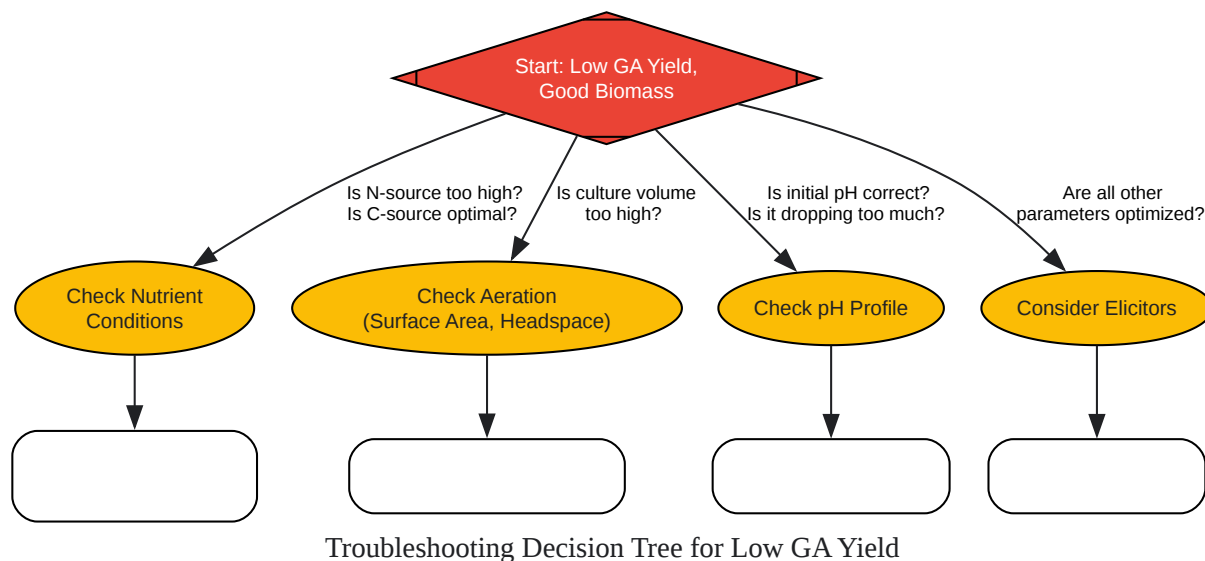 Start: Low GA Yield,
Good Biomass
Is N-source too high?
Is C-source optimal?
Is culture volume
too high?
Is initial pH correct?
Is it dropping too much?
Are all other
parameters optimized?
Check Nutrient
Conditions
Check Aeration
(Surface Area, Headspace)
Check pH Profile
Consider Elicitors
Troubleshooting Decision Tree for Low GA Yield